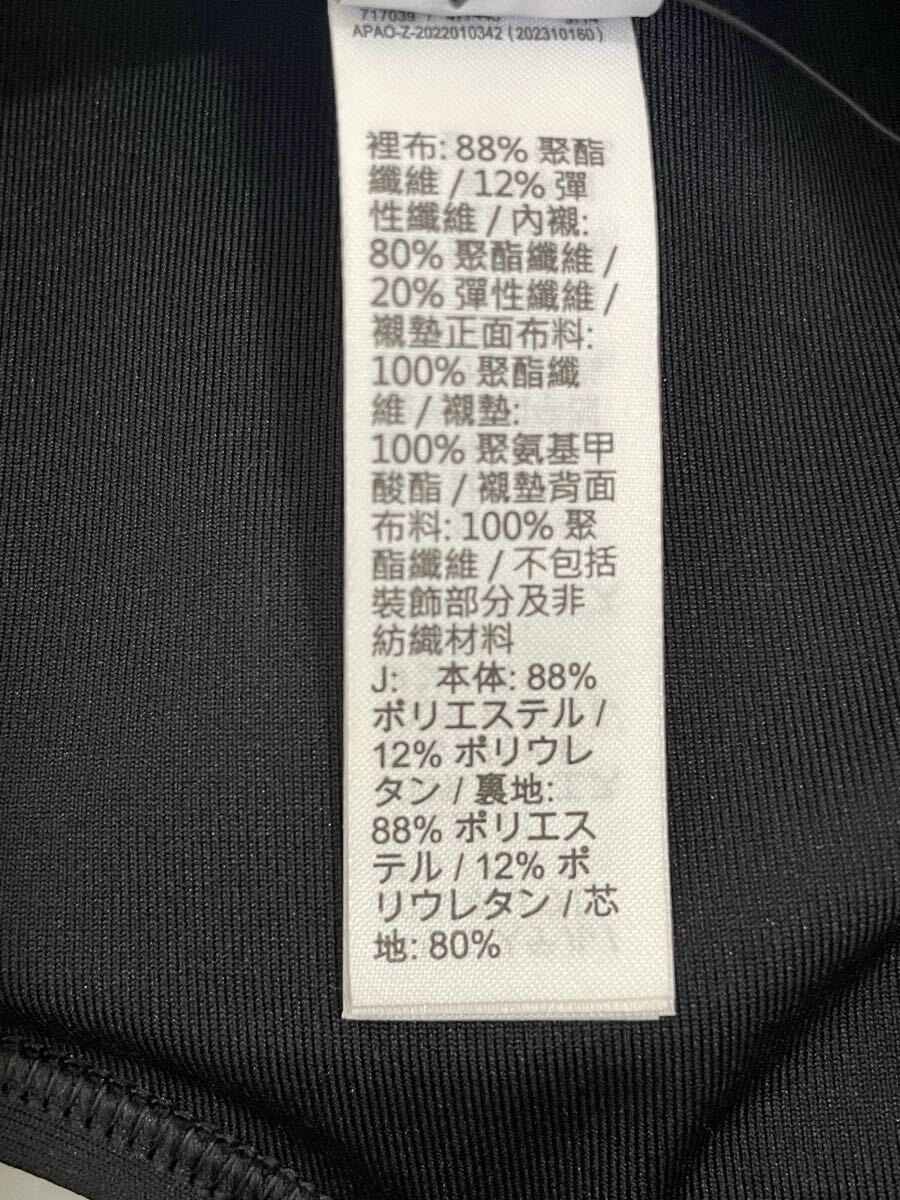 717039 /
APAO-Z-2022010342 (202310160)
裡布: 88% 聚酯
纖維 / 12% 彈
性纖維 / 內襯:
80% 聚酯纖維 /
20% 彈性纖維 /
襯墊正面布料:
100% 聚酯纖
維 / 襯墊:
100% 聚氨基甲
酸酯 / 襯墊背面
布料: 100% 聚
酯纖維 / 不包括
裝飾部分及非
紡織材料
J: 本体: 88%
ポリエステル /
12% ポリウレ
タン / 裏地:
88% ポリエス
テル / 12% ポ
リウレタン / 芯
地: 80%